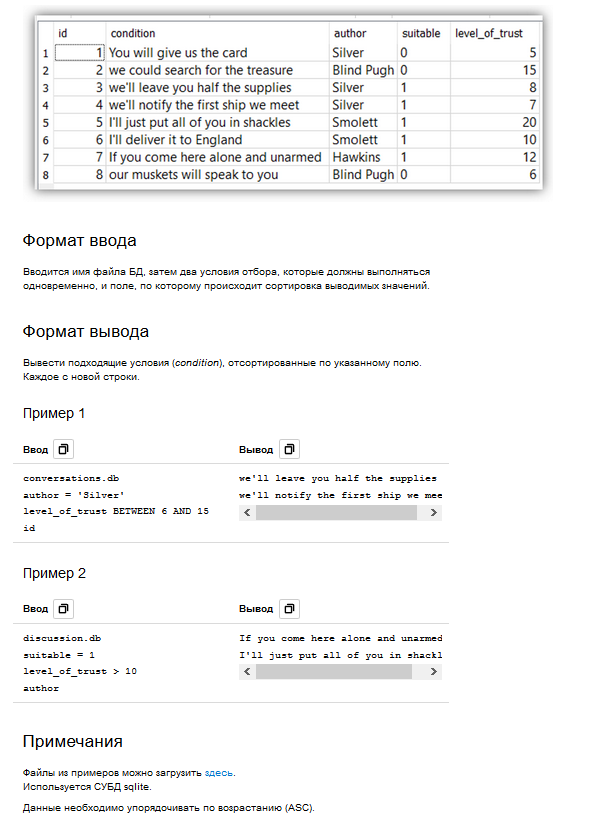 id condition author suitable level_of_trust
1 1 You will give us the card Silver 0 5
2 2 we could search for the treasure Blind Pugh 0 15
3 3 we'll leave you half the supplies Silver 1 8
4 4 we'll notify the first ship we meet Silver 1 7
5 5 I'll just put all of you in shackles Smolett 1 20
6 6 I'll deliver it to England Smolett 1 10
7 7 If you come here alone and unarmed Hawkins 1 12
8 8 our muskets will speak to you Blind Pugh 0 6
Формат ввода
Вводится имя файла БД, затем два условия отбора, которые должны выполняться
одновременно, и поле, по которому происходит сортировка выводимых значений.
Формат вывода
Вывести подходящие условия (condition), отсортированные по указанному полю.
Каждое с новой строки.
Пример 1
Ввод Вывод
conversations.db we'll leave you half the supplies
author = 'Silver' we'll notify the first ship we mee
level_of_trust BETWEEN 6 AND 15
id
Пример 2
Ввод Вывод
discussion.db If you come here alone and unarmed
suitable = 1 I'll just put all of you in shackl
level_of_trust > 10
author
Примечания
Файлы из примеров можно загрузить здесь.
Используется СУБД sqlite.
Данные необходимо упорядочивать по возрастанию (ASC).